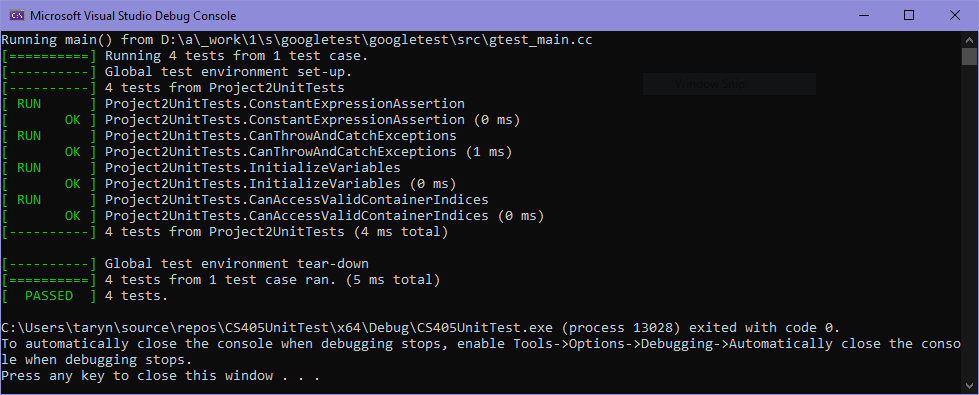 Microsoft Visual Studio Debug Console
Running main() from D:\a\_work\1\s\googletest\googletest\src\gtest_main.cc
[==========] Running 4 tests from 1 test case.
[----------] Global test environment set-up.
[----------] 4 tests from Project2UnitTests
[ RUN      ] Project2UnitTests.ConstantExpressionAssertion
[       OK ] Project2UnitTests.ConstantExpressionAssertion (0 ms)
[ RUN      ] Project2UnitTests.CanThrowAndCatchExceptions
[       OK ] Project2UnitTests.CanThrowAndCatchExceptions (1 ms)
[ RUN      ] Project2UnitTests.InitializeVariables
[       OK ] Project2UnitTests.InitializeVariables (0 ms)
[ RUN      ] Project2UnitTests.CanAccessValidContainerIndices
[       OK ] Project2UnitTests.CanAccessValidContainerIndices (0 ms)
[----------] 4 tests from Project2UnitTests (4 ms total)
[----------] Global test environment tear-down
[==========] 4 tests from 1 test case ran. (5 ms total)
[  PASSED  ] 4 tests.
C:\Users\taryn\source\repos\CS405UnitTest\x64\Debug\CS405UnitTest.exe (process 13028) exited with code 0.
To automatically close the console when debugging stops, enable Tools->Options->Debugging->Automatically close the conso
le when debugging stops.
Press any key to close this window . . .